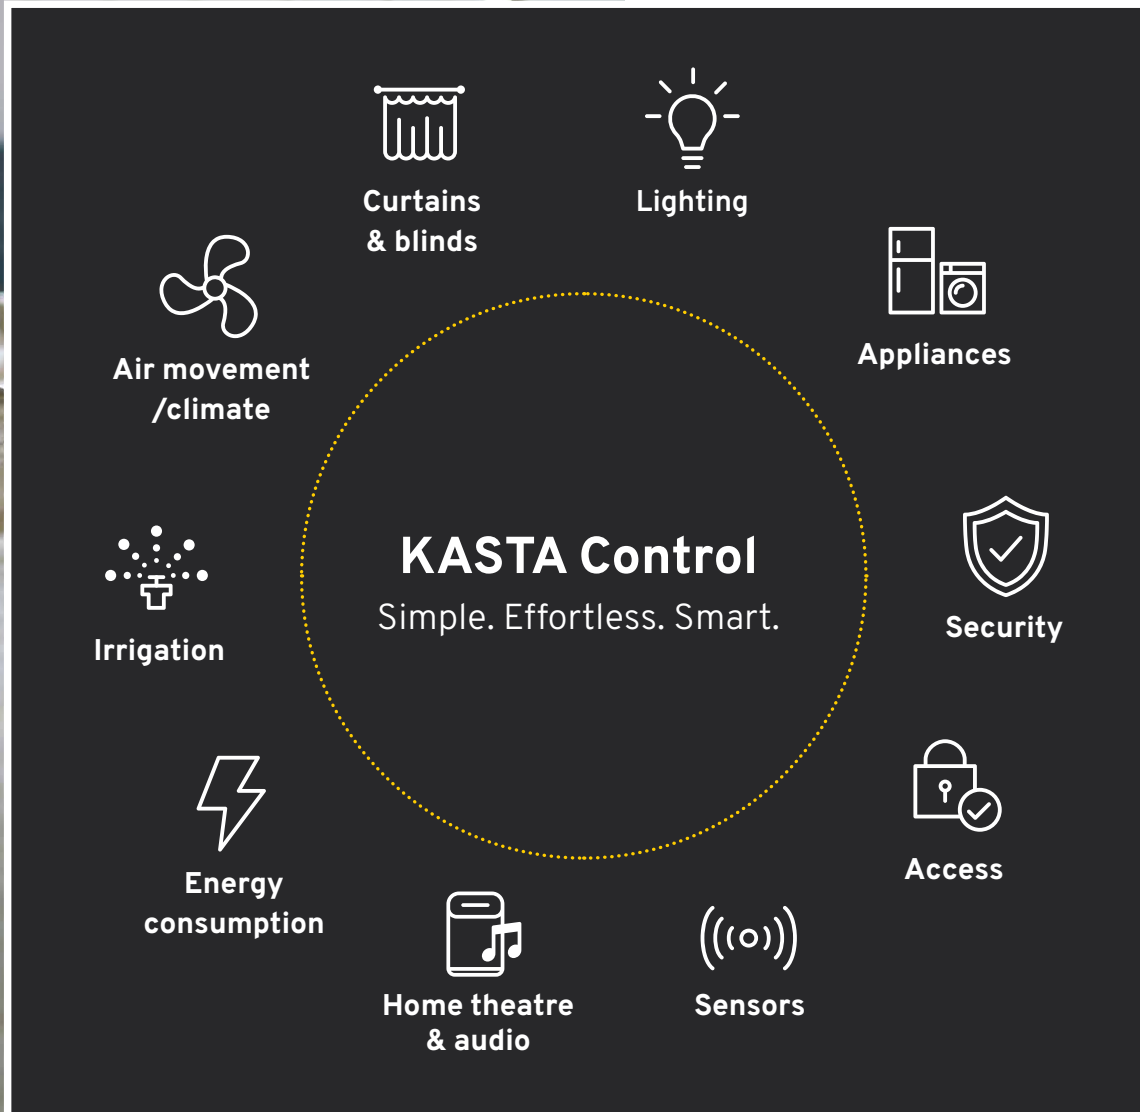 Curtains
& blinds
Lighting
Appliances
Air movement
/climate
KASTA Control
Simple. Effortless. Smart.
Security
Irrigation
Access
Energy
consumption
Home theatre
& audio
Sensors